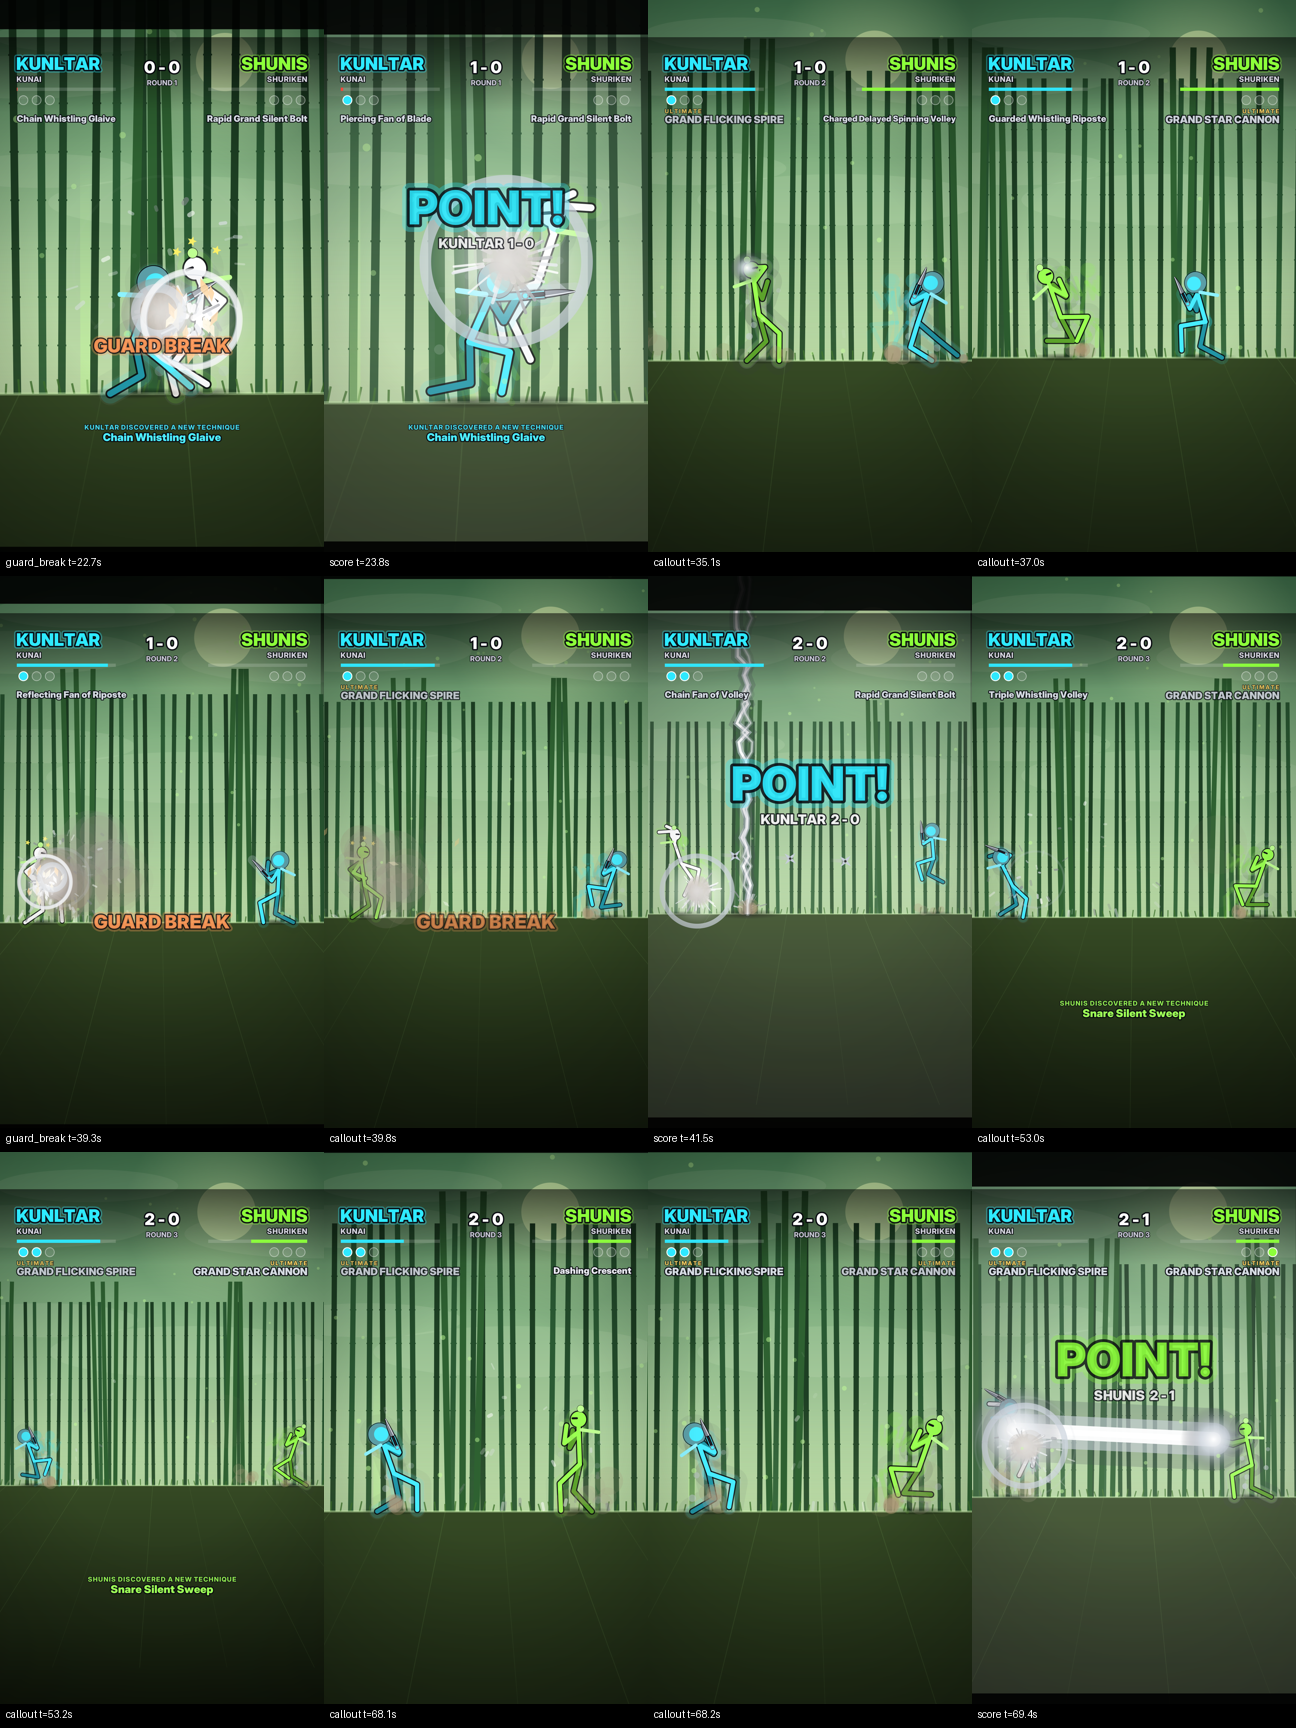 KUNLTAR 0-0 SHUNIS
KUNAI ROUND 1 SHURIKEN
Chain Whistling Glaive Rapid Grand Silent Bolt
GUARD BREAK
KUNLTAR DISCOVERED A NEW TECHNIQUE
Chain Whistling Glaive
guard_break t=22.7s
KUNLTAR 1-0 SHUNIS
KUNAI ROUND 1 SHURIKEN
Piercing Fan of Blade Rapid Grand Silent Bolt
POINT!
KUNLTAR 1-0
KUNLTAR DISCOVERED A NEW TECHNIQUE
Chain Whistling Glaive
score t=23.8s
KUNLTAR 1-0 SHUNIS
KUNAI ROUND 2 SHURIKEN
ULTIMATE
GRAND FLICKING SPIRE Charged Delayed Spinning Volley
callout t=35.1s
KUNLTAR 1-0 SHUNIS
KUNAI ROUND 2 SHURIKEN
ULTIMATE
Guarded Whistling Riposte GRAND STAR CANNON
callout t=37.0s
KUNLTAR 1-0 SHUNIS
KUNAI ROUND 2 SHURIKEN
Reflecting Fan of Riposte
GUARD BREAK
guard_break t=39.3s
KUNLTAR 1-0 SHUNIS
KUNAI ROUND 2 SHURIKEN
ULTIMATE
GRAND FLICKING SPIRE
GUARD BREAK
callout t=39.8s
KUNLTAR 2-0 SHUNIS
KUNAI ROUND 2 SHURIKEN
Chain Fan of Volley Rapid Grand Silent Bolt
POINT!
KUNLTAR 2-0
score t=41.5s
KUNLTAR 2-0 SHUNIS
KUNAI ROUND 3 SHURIKEN
ULTIMATE
Triple Whistling Volley GRAND STAR CANNON
SHUNIS DISCOVERED A NEW TECHNIQUE
Snare Silent Sweep
callout t=53.0s
KUNLTAR 2-0 SHUNIS
KUNAI ROUND 3 SHURIKEN
ULTIMATE ULTIMATE
GRAND FLICKING SPIRE GRAND STAR CANNON
SHUNIS DISCOVERED A NEW TECHNIQUE
Snare Silent Sweep
callout t=53.2s
KUNLTAR 2-0 SHUNIS
KUNAI ROUND 3 SHURIKEN
ULTIMATE
GRAND FLICKING SPIRE Dashing Crescent
callout t=68.1s
KUNLTAR 2-0 SHUNIS
KUNAI ROUND 3 SHURIKEN
ULTIMATE ULTIMATE
GRAND FLICKING SPIRE GRAND STAR CANNON
callout t=68.2s
KUNLTAR 2-1 SHUNIS
KUNAI ROUND 3 SHURIKEN
ULTIMATE ULTIMATE
GRAND FLICKING SPIRE GRAND STAR CANNON
POINT!
SHUNIS 2-1
score t=69.4s